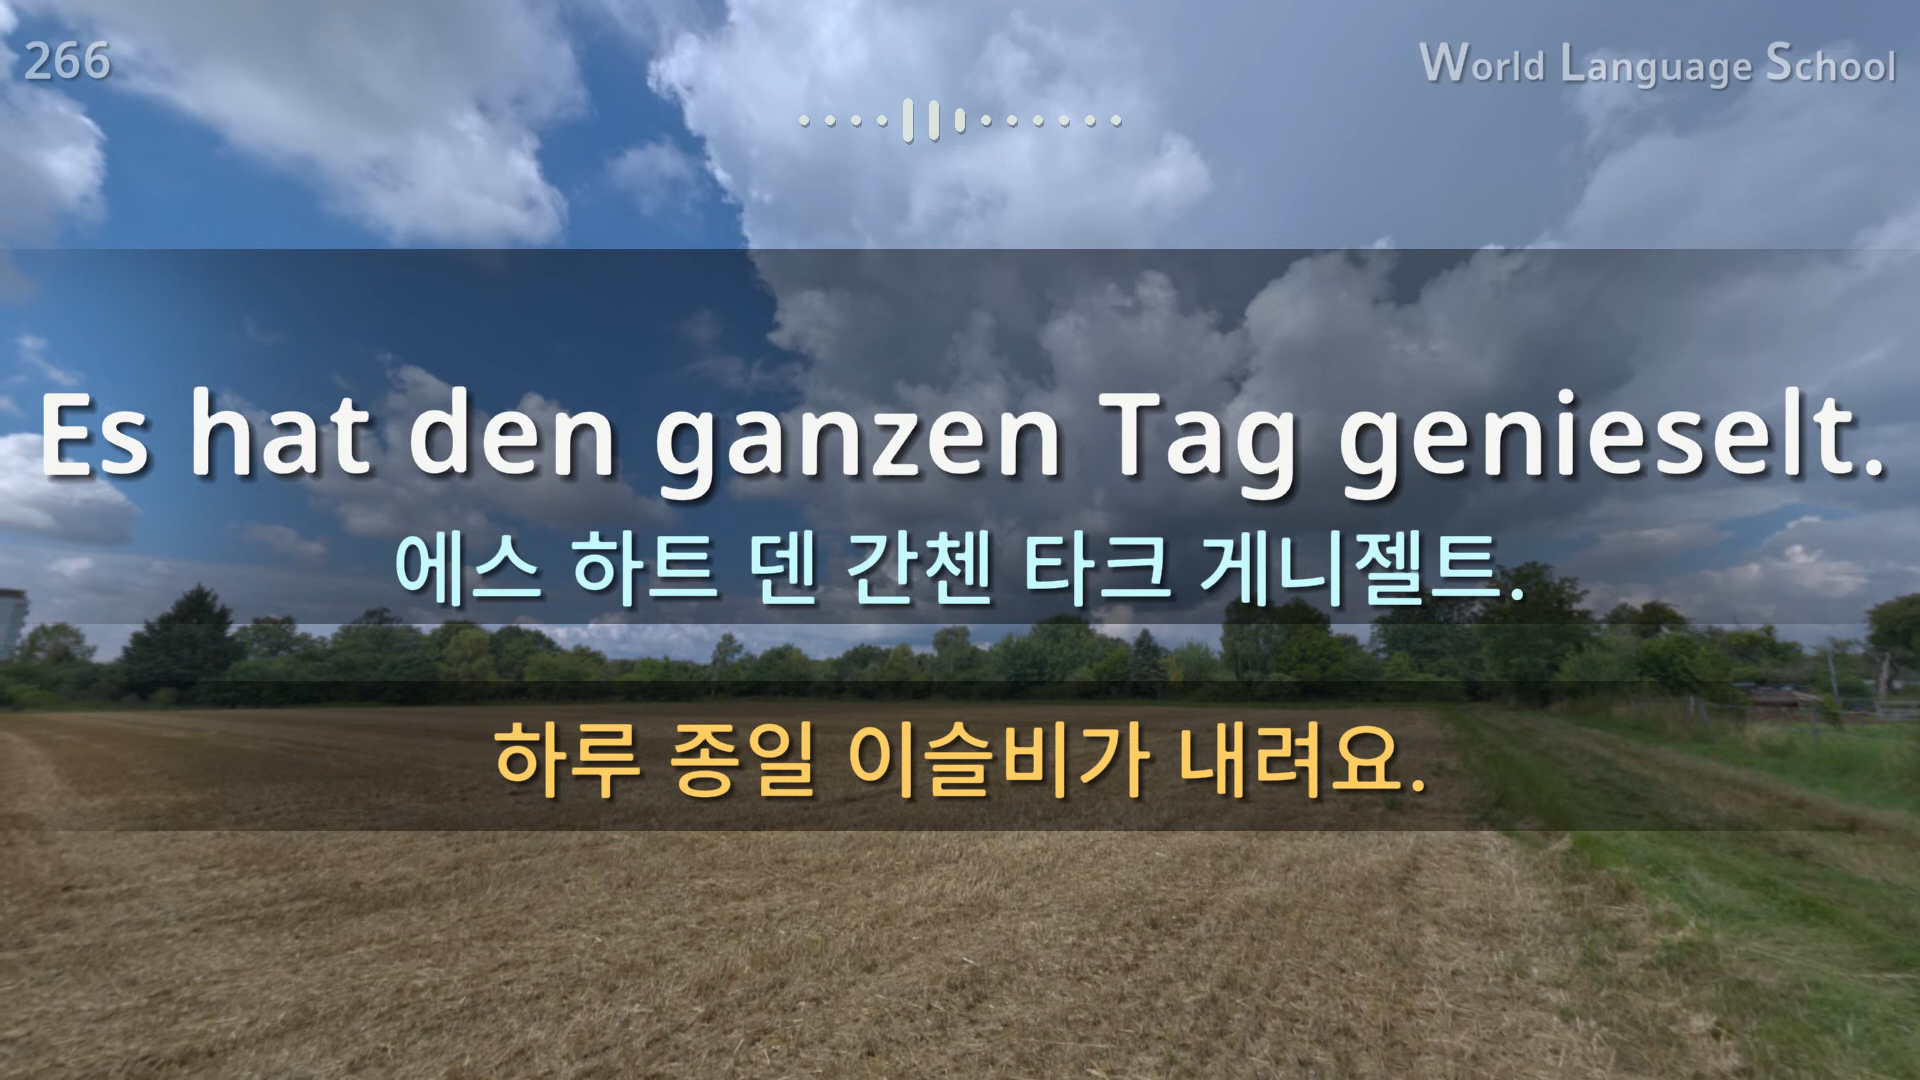 266
World Language School
Es hat den ganzen Tag genieselt.
에스 하트 덴 간첸 타크 게니젤트.
하루 종일 이슬비가 내려요.